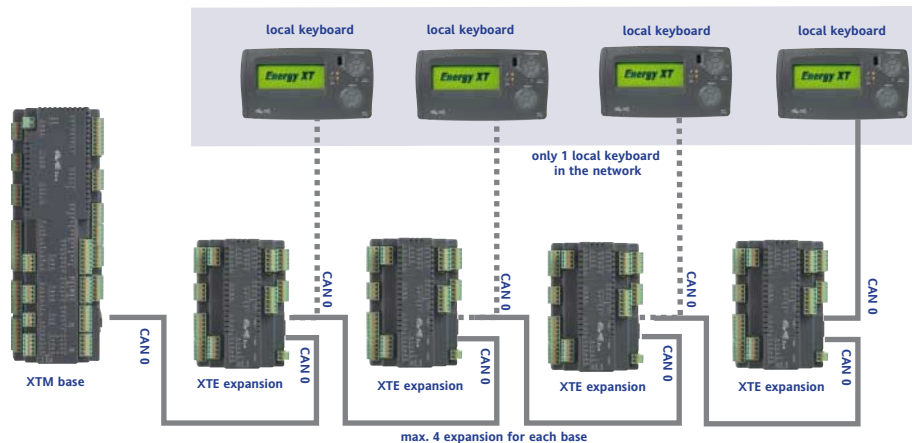 local keyboard
local keyboard
local keyboard
local keyboard
Energy XT
Energy XT
Energy XT
Energy XT
only 1 local keyboard
in the network
CAN 0
CAN 0
CAN 0
CAN 0
CAN 0
CAN 0
CAN 0
CAN 0
XTM base
XTE expansion
XTE expansion
XTE expansion
XTE expansion
max. 4 expansion for each base